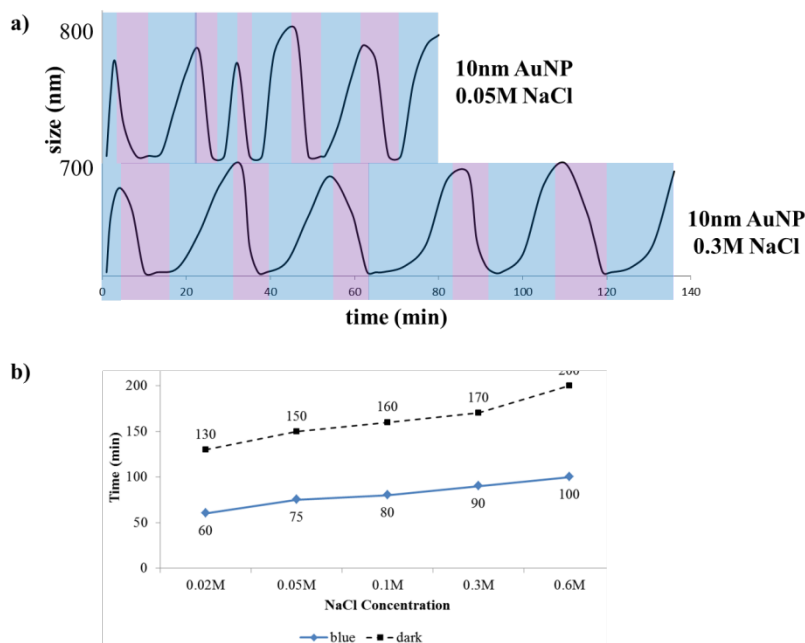 a)
800
size (nm)
700
10nm AuNP
0.05M NaCl
10nm AuNP
0.3M NaCl
0 20 40 60 80 100 120 140
time (min)
b)
Time (min)
200
150
100
50
0
130 150 160 170 200
60 75 80 90 100
0.02M 0.05M 0.1M 0.3M 0.6M
NaCl Concentration
blue dark